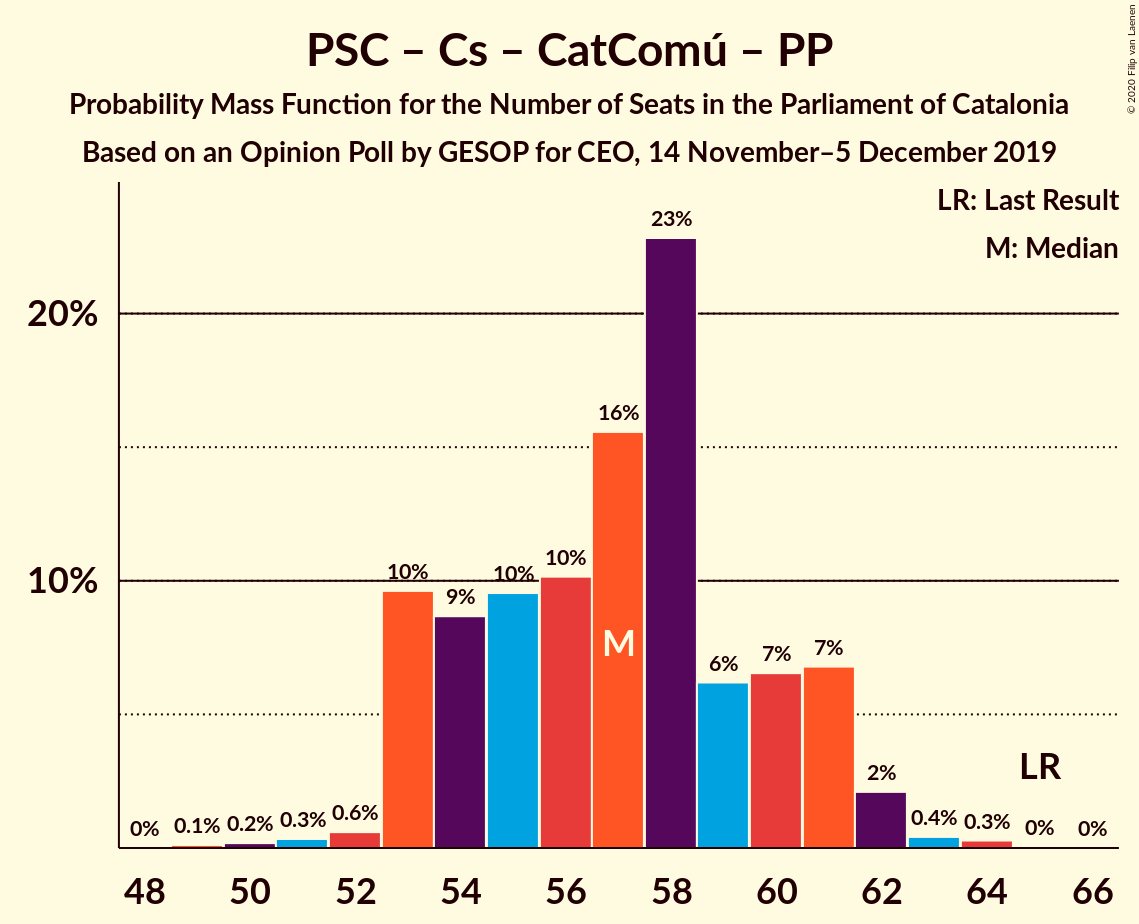 PSC – Cs – CatComú – PP
Probability Mass Function for the Number of Seats in the Parliament of Catalonia
Based on an Opinion Poll by GESOP for CEO, 14 November–5 December 2019
© 2020 Filip van Laenen
LR: Last Result
M: Median
23%
20%
16%
10%
10% 10% 10%
9%
M
6% 7% 7%
LR
2%
0% 0.1% 0.2% 0.3% 0.6% 0.4% 0.3% 0% 0%
48 50 52 54 56 58 60 62 64 66